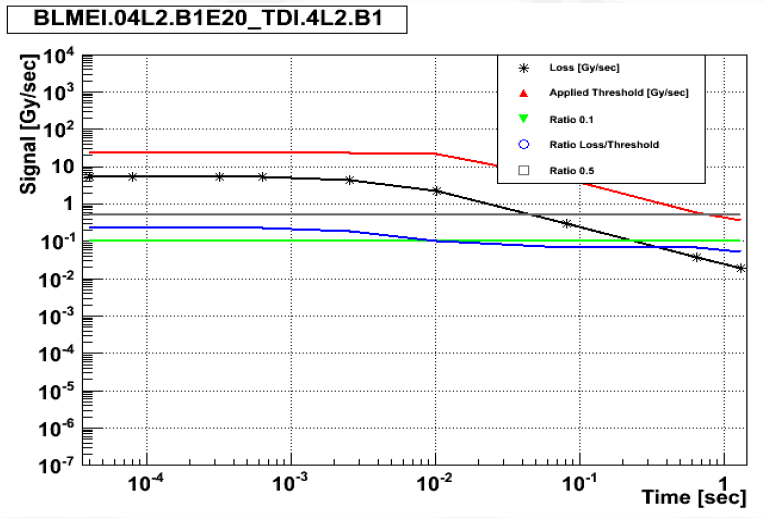 BLMEI.04L2.B1E20_TDI.4L2.B1
Signal [Gy/sec]
10^4
10^3
10^2
10
1
10^-1
10^-2
10^-3
10^-4
10^-5
10^-6
10^-7
Loss [Gy/sec]
Applied Threshold [Gy/sec]
Ratio 0.1
Ratio Loss/Threshold
Ratio 0.5
10^-4 10^-3 10^-2 10^-1 1
Time [sec]